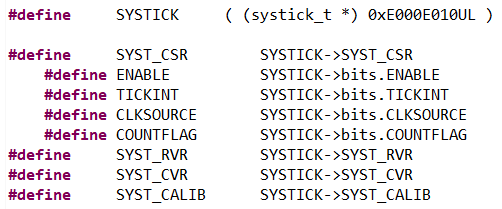 #define SYSTICK ( (systick_t *) 0xE000E010UL )
#define SYST_CSR SYSTICK->SYST_CSR
#define ENABLE SYSTICK->bits.ENABLE
#define TICKINT SYSTICK->bits.TICKINT
#define CLKSOURCE SYSTICK->bits.CLKSOURCE
#define COUNTFLAG SYSTICK->bits.COUNTFLAG
#define SYST_RVR SYSTICK->SYST_RVR
#define SYST_CVR SYSTICK->SYST_CVR
#define SYST_CALIB SYSTICK->SYST_CALIB